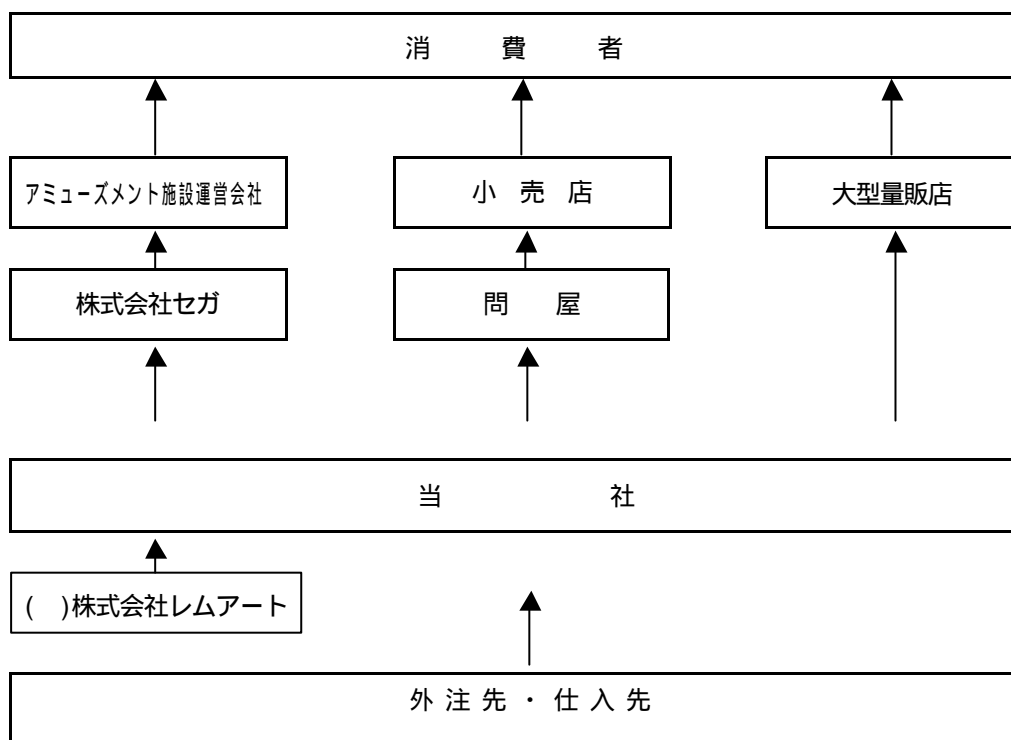 消費者
アミューズメント施設運営会社
小売店
大型量販店
株式会社セガ
問屋
当社
( )株式会社レムアート
外注先・仕入先